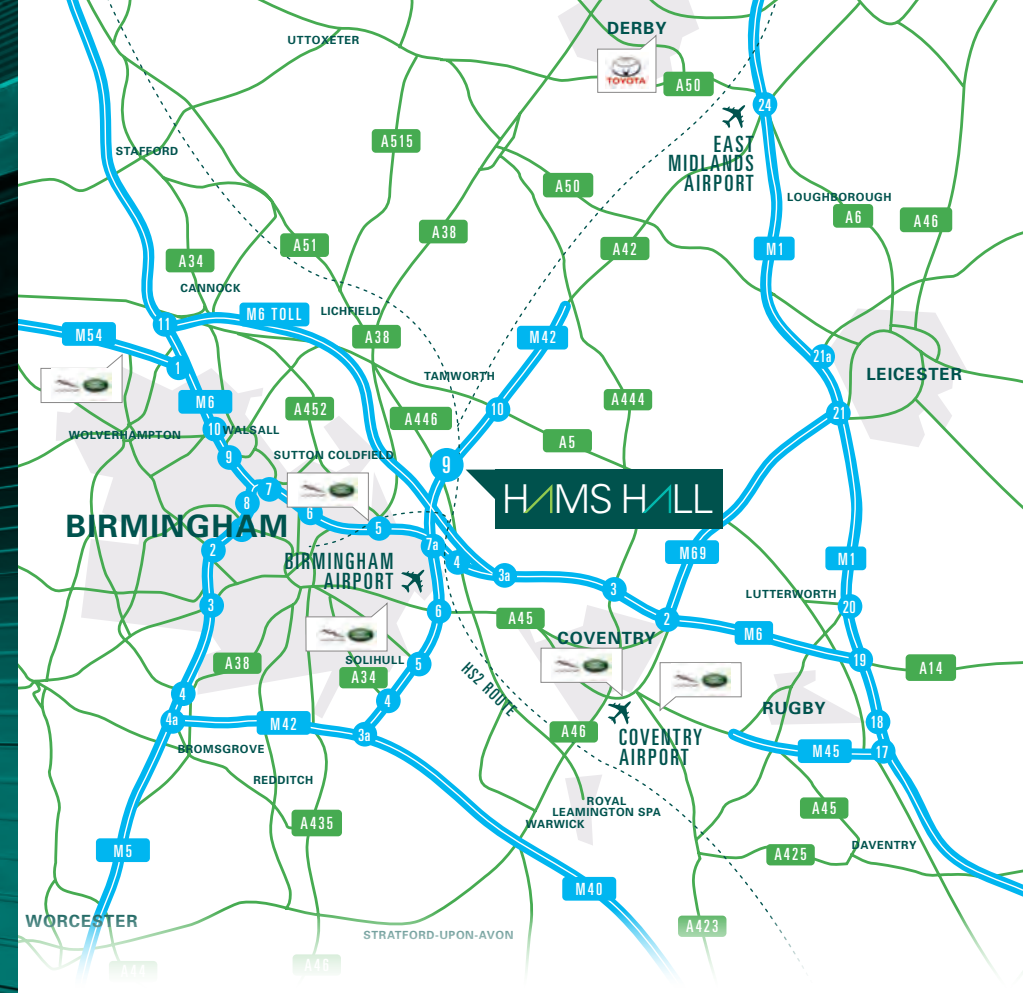 DERBY
UTTOXETER
TOYOTA
A50
24
A515
EAST
MIDLANDS
AIRPORT
STAFFORD
A50
LOUGHBOROUGH
A6
A46
A38
A51
A42
M1
A34
CANNOCK
M6 TOLL
LICHFIELD
11
M54
A38
M42
21a
1
TAMWORTH
LEICESTER
M6
A452
A446
10
A444
21
10
WALSALL
WOLVERHAMPTON
A5
9
SUTTON COLDFIELD
9
HAMS HALL
7
8
6
BIRMINGHAM
5
2
7a
M69
BIRMINGHAM
AIRPORT
4
3a
M1
3
LUTTERWORTH
3
6
A45
2
20
COVENTRY
M6
SOLIHULL
A38
5
19
A14
A34
HS2 ROUTE
4
4
RUGBY
4a
M42
3a
A46
COVENTRY
AIRPORT
18
BROMSGROVE
M45
17
REDDITCH
ROYAL
LEAMINGTON SPA
WARWICK
A45
A435
M5
A425
DAVENTRY
M40
WORCESTER
A423
STRATFORD-UPON-AVON
A44
A46